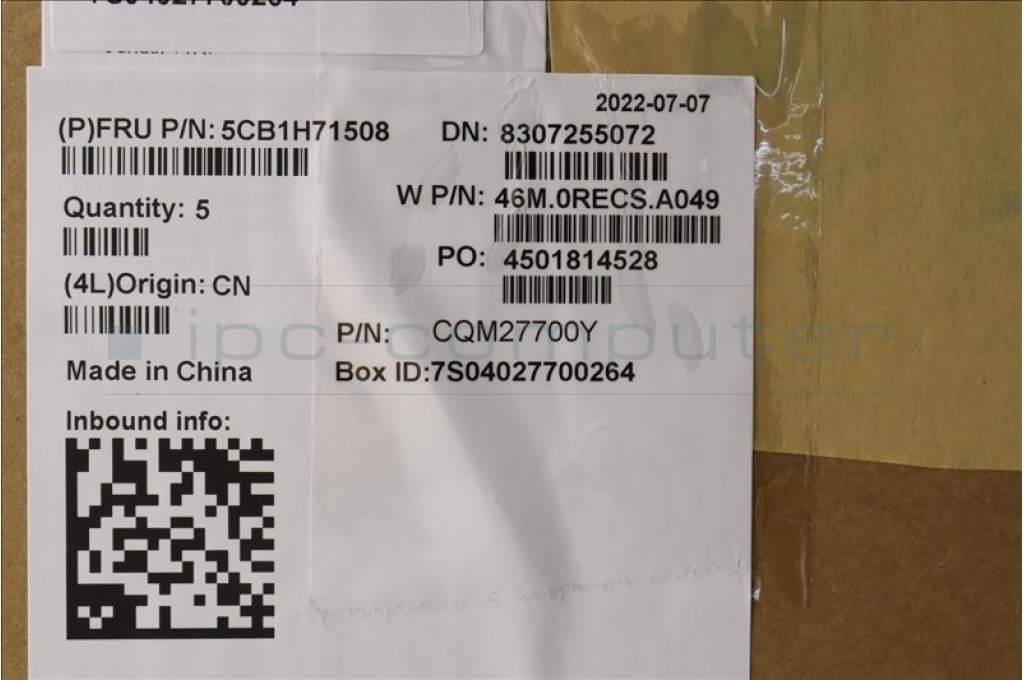 7S04027700264
2022-07-07
(P)FRU P/N: 5CB1H71508 DN: 8307255072
W P/N: 46M.0RECS.A049
Quantity: 5
PO: 4501814528
(4L)Origin: CN
P/N: CQM27700Y
ipc-computer
Made in China Box ID:7S04027700264
Inbound info: